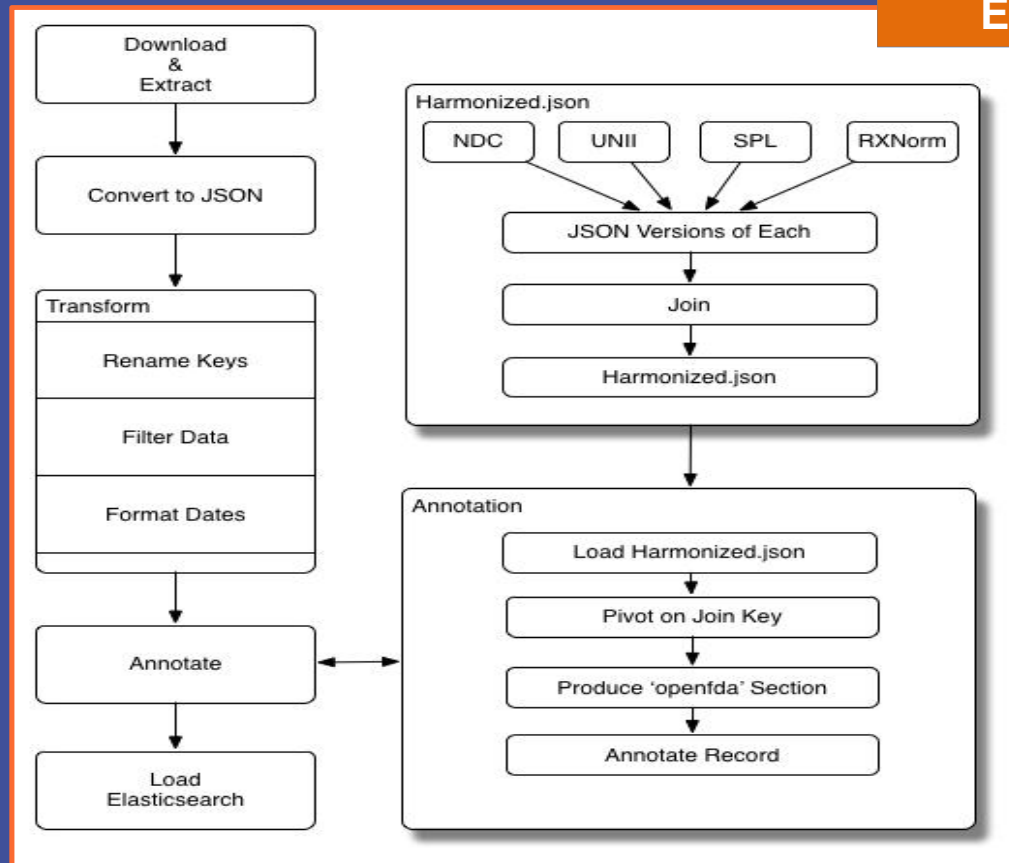 E
Download
&
Extract
Convert to JSON
Transform
Rename Keys
Filter Data
Format Dates
Annotate
Load
Elasticsearch
Harmonized.json
NDC
UNII
SPL
RXNorm
JSON Versions of Each
Join
Harmonized.json
Annotation
Load Harmonized.json
Pivot on Join Key
Produce ‘openfda’ Section
Annotate Record